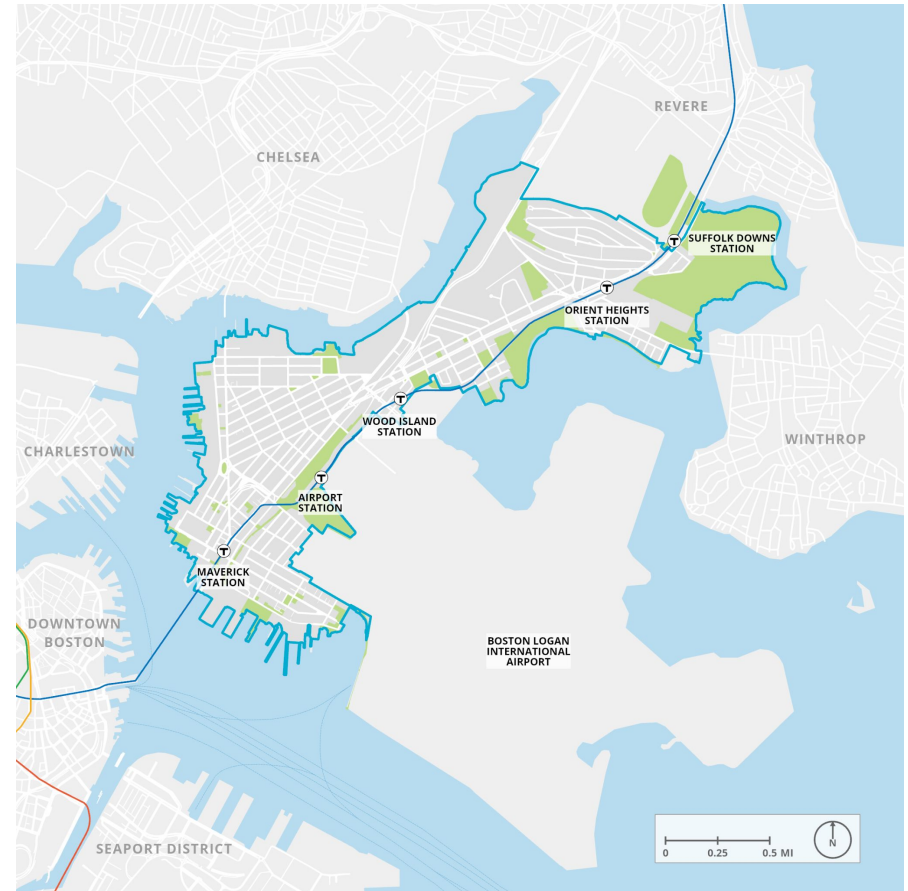 REVERE
CHELSEA
SUFFOLK DOWNS
STATION
ORIENT HEIGHTS
STATION
WOOD ISLAND
STATION
WINTHROP
CHARLESTOWN
AIRPORT
STATION
MAVERICK
STATION
DOWNTOWN
BOSTON
BOSTON LOGAN
INTERNATIONAL
AIRPORT
SEAPORT DISTRICT
0 0.25 0.5 MI
N
T
T
T
T
T